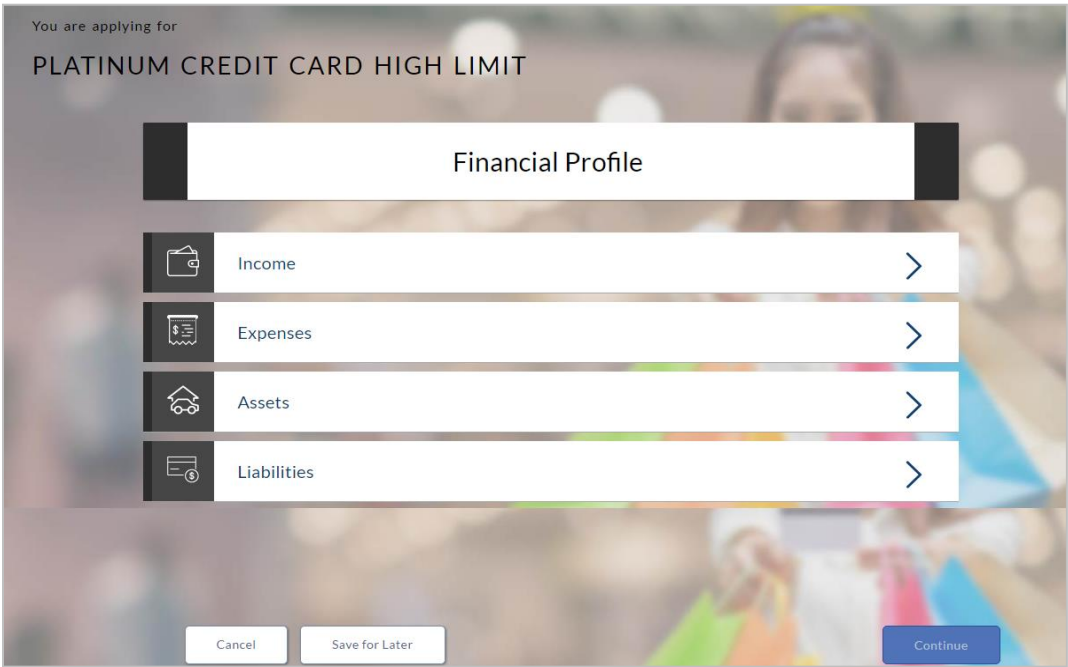 You are applying for
PLATINUM CREDIT CARD HIGH LIMIT
Financial Profile
Income
Expenses
Assets
Liabilities
Cancel
Save for Later
Continue